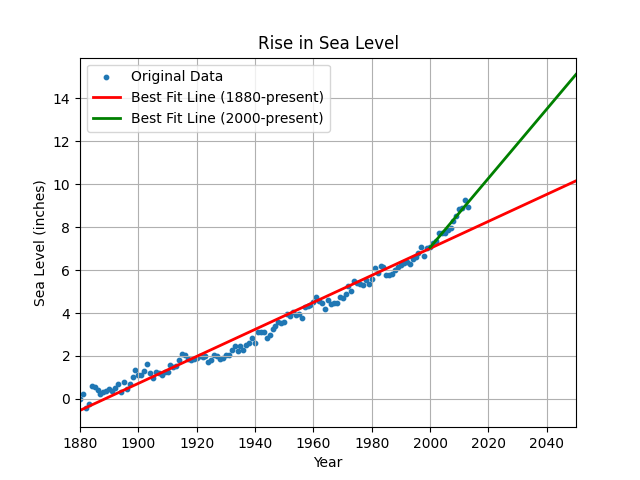 Rise in Sea Level
Original Data
Best Fit Line (1880-present)
Best Fit Line (2000-present)
14
12
10
8
6
4
2
0
Sea Level (inches)
1880 1900 1920 1940 1960 1980 2000 2020 2040
Year